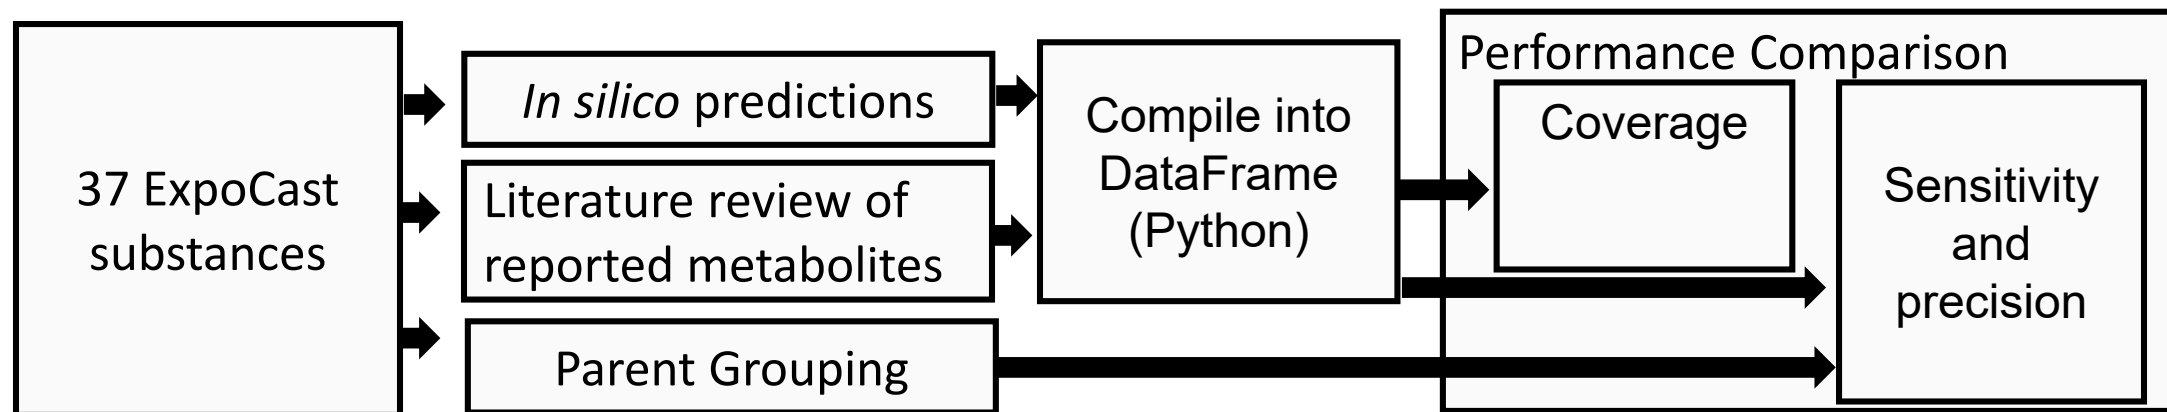 37 ExpoCast
substances
In silico predictions
Literature review of
reported metabolites
Parent Grouping
Compile into
DataFrame
(Python)
Performance Comparison
Coverage
Sensitivity
and
precision